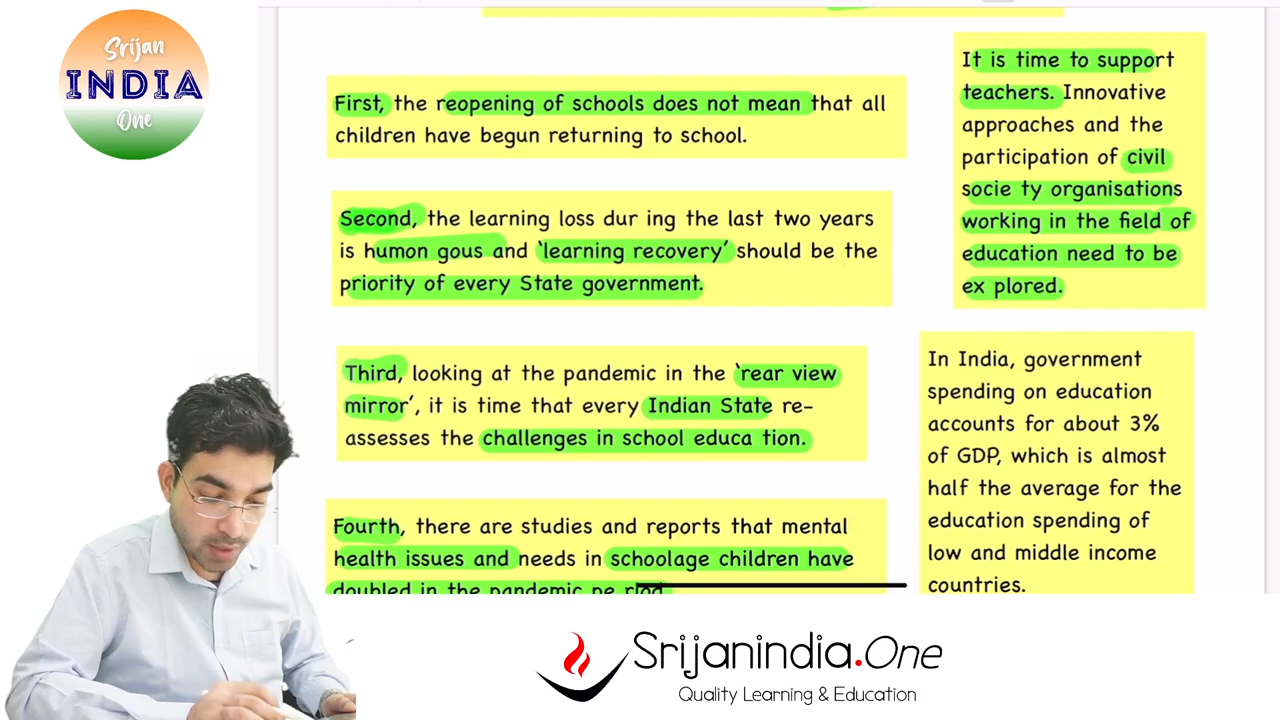 Srijan
INDIA
One
First, the reopening of schools does not mean that all
children have begun returning to school.
Second, the learning loss dur ing the last two years
is humon gous and ‘learning recovery’ should be the
priority of every State government.
Third, looking at the pandemic in the ‘rear view
mirror’, it is time that every Indian State re-
assesses the challenges in school educa tion.
Fourth, there are studies and reports that mental
health issues and needs in schoolage children have
doubled in the pandemic pe riod.
It is time to support
teachers. Innovative
approaches and the
participation of civil
socie ty organisations
working in the field of
education need to be
ex plored.
In India, government
spending on education
accounts for about 3%
of GDP, which is almost
half the average for the
education spending of
low and middle income
countries.
Srijanindia.One
Quality Learning & Education